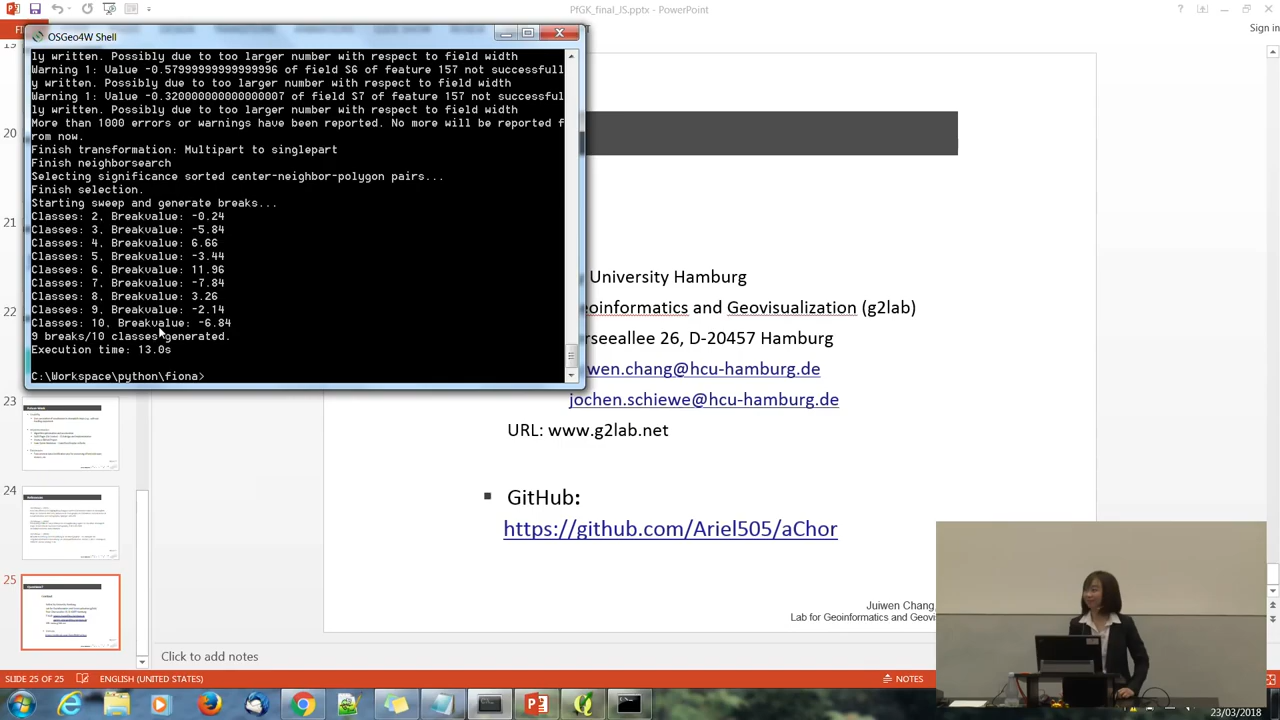 PfGK_final_JS.pptx - PowerPoint
Sign in
OSGeo4W Shell
ly written. Possibly due to too larger number with respect to field width
Warning 1: Value -0.57999999999999996 of field S6 of feature 157 not successfull
y written. Possibly due to too larger number with respect to field width
Warning 1: Value -0.32000000000000007 of field S7 of feature 157 not successful
ly written. Possibly due to too larger number with respect to field width
More than 1000 errors or warnings have been reported. No more will be reported f
rom now.
Finish transformation: Multipart to singlepart
Finish neighborsearch
Selecting significance sorted center-neighbor-polygon pairs...
Finish selection.
Starting sweep and generate breaks...
Classes: 2, Breakvalue: -0.24
Classes: 3, Breakvalue: -5.84
Classes: 4, Breakvalue: 6.66
Classes: 5, Breakvalue: -3.44
Classes: 6, Breakvalue: 11.96
Classes: 7, Breakvalue: -7.84
Classes: 8, Breakvalue: 3.26
Classes: 9, Breakvalue: -2.14
Classes: 10, Breakvalue: -6.84
9 breaks/10 classes generated.
Execution time: 13.0s
C:\Workspace\python\fiona>
20
21
22
23
24
25
University Hamburg
eoinformatics and Geovisualization (g2lab)
rseeallee 26, D-20457 Hamburg
wen.chang@hcu-hamburg.de
jochen.schiewe@hcu-hamburg.de
URL: www.g2lab.net
GitHub:
https://github.com/Ariel505/aChor
Juiwen Chang,
Lab for Geoinformatics and Geovis
Click to add notes
SLIDE 25 OF 25
ENGLISH (UNITED STATES)
NOTES
23/03/2018